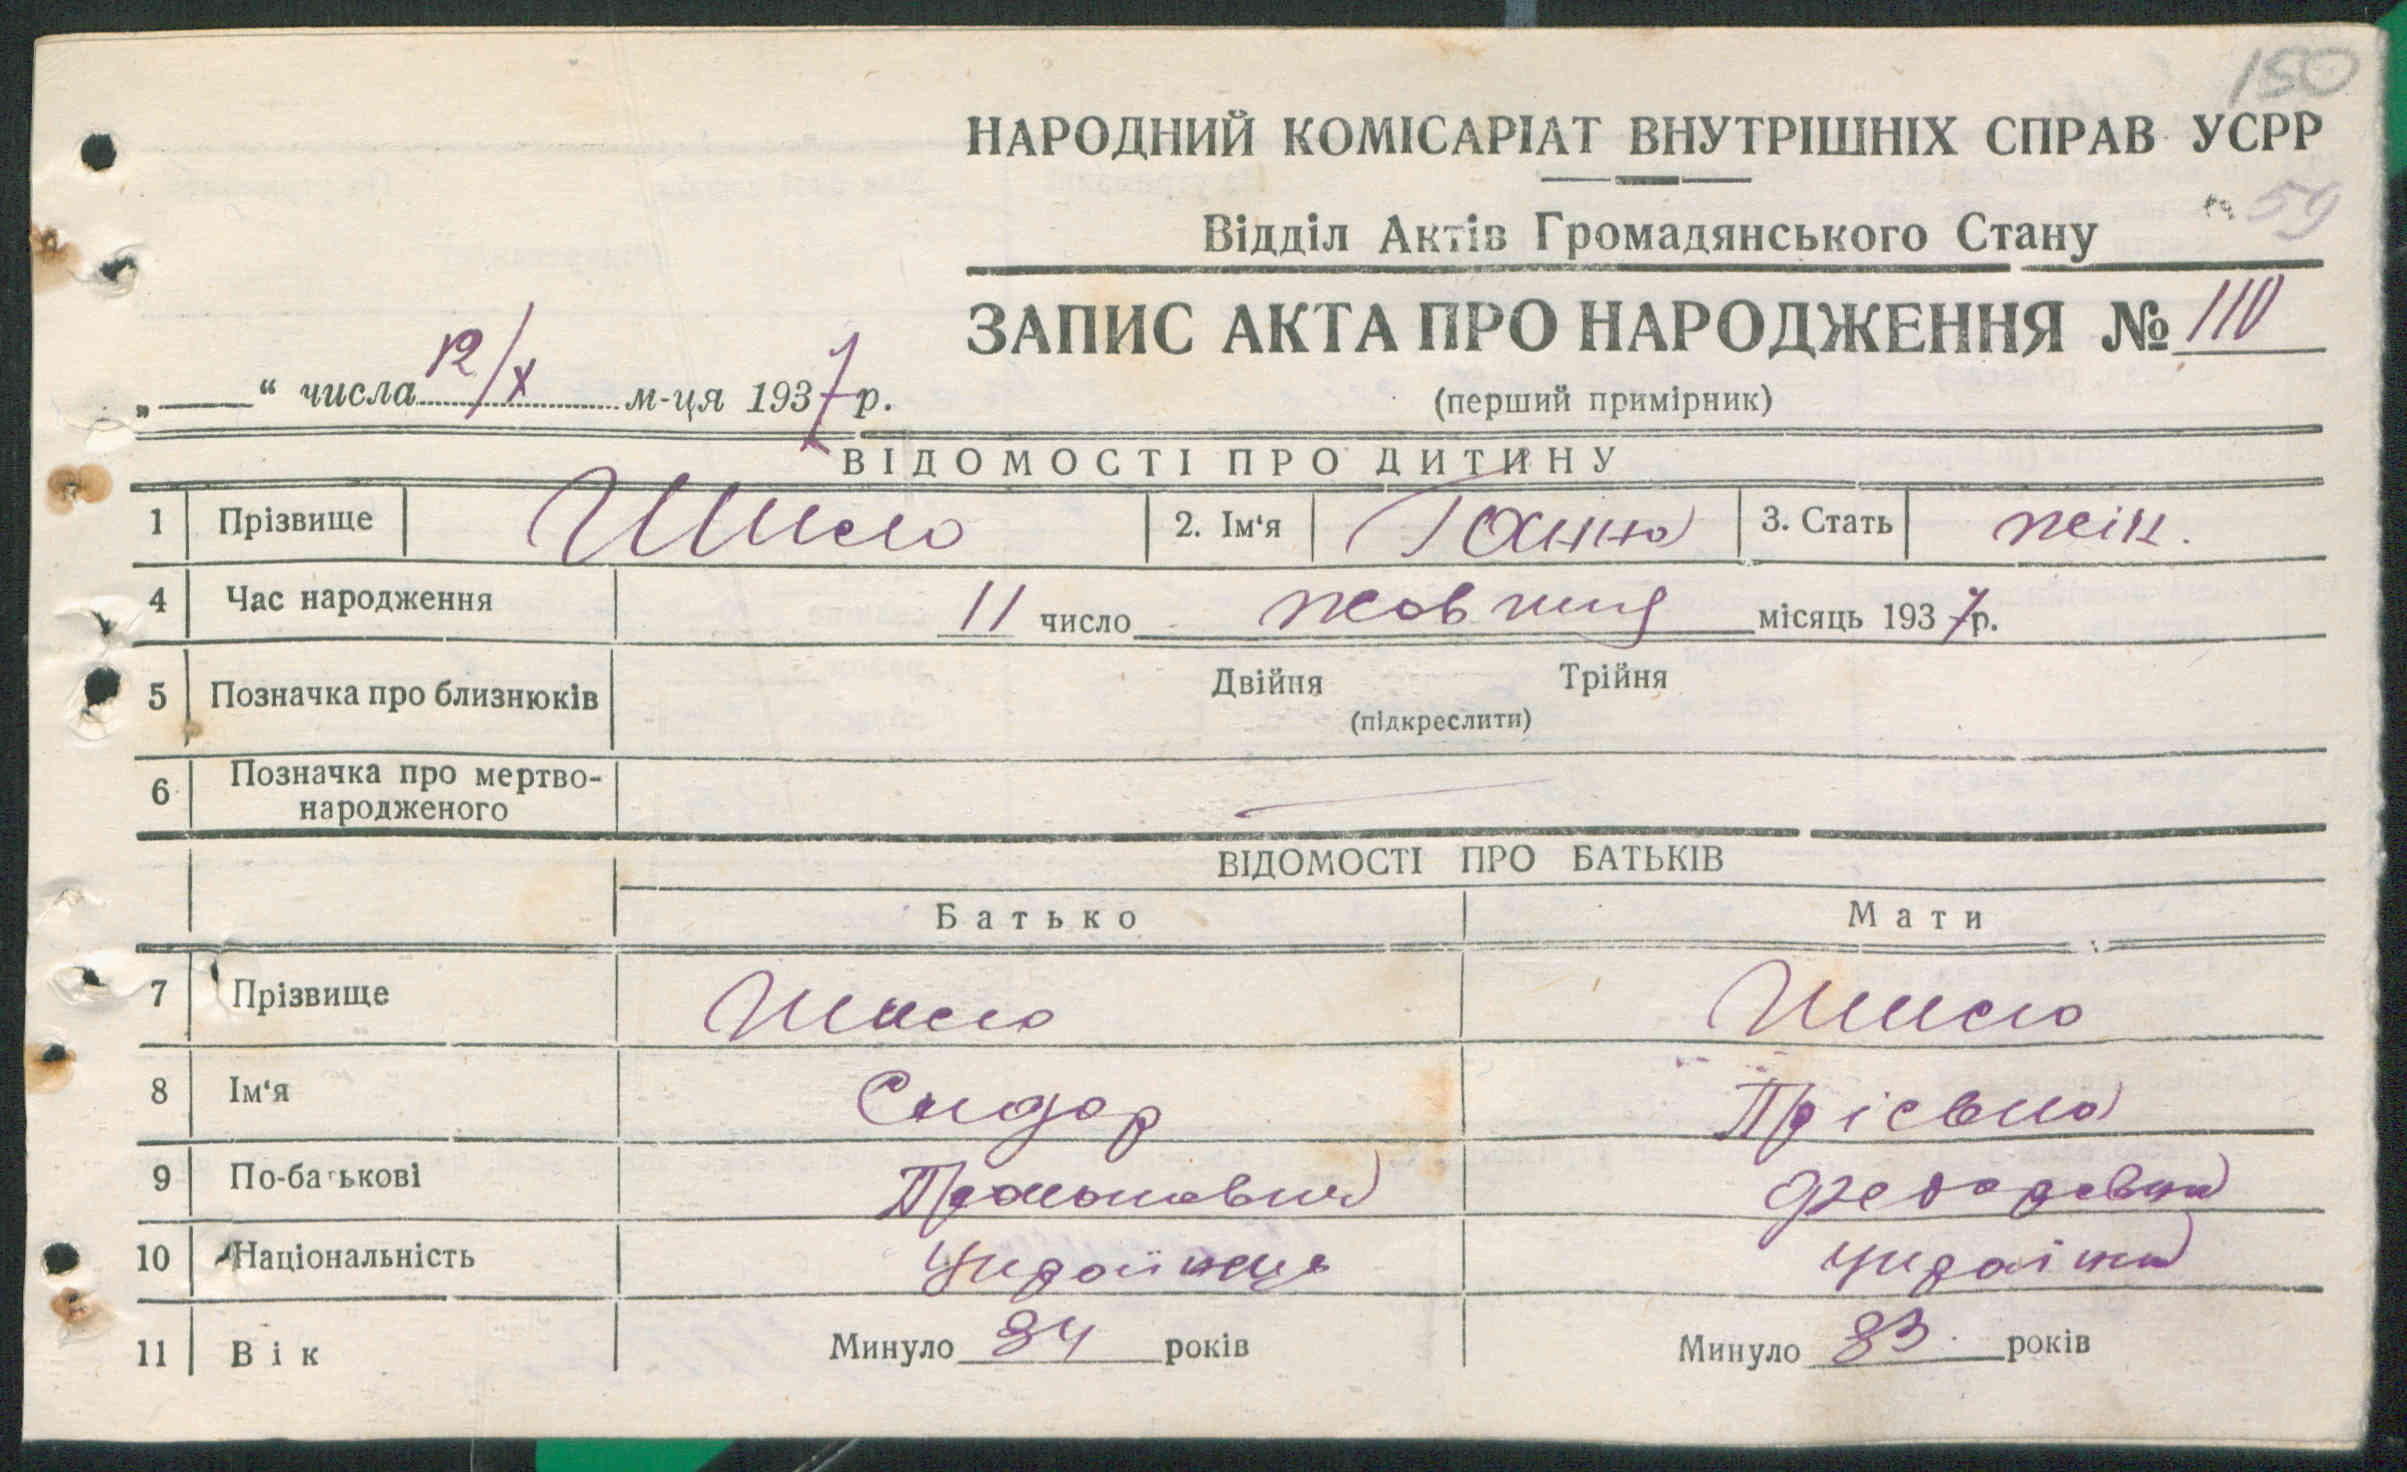 150
НАРОДНИЙ КОМІСАРІАТ ВНУТРІШНІХ СПРАВ УСРР
59
Відділ Актів Громадянського Стану
ЗАПИС АКТА ПРО НАРОДЖЕННЯ № 110
„—“ числа 12/X м-ця 1937 р.
(перший примірник)
ВІДОМОСТІ ПРО ДИТИНУ
1 Прізвище Шило 2. Ім'я Ганна 3. Стать жін.
4 Час народження 11 число жовтня місяць 1937 р.
5 Позначка про близнюків Двійня Трійня
(підкреслити)
6 Позначка про мертво-
народженого
ВІДОМОСТІ ПРО БАТЬКІВ
Батько Мати
7 Прізвище Шило Шило
8 Ім'я Сидор
9 По-батькові Федоровна
10 Національність Українець
11 Вік Минуло 34 років Минуло 33 років